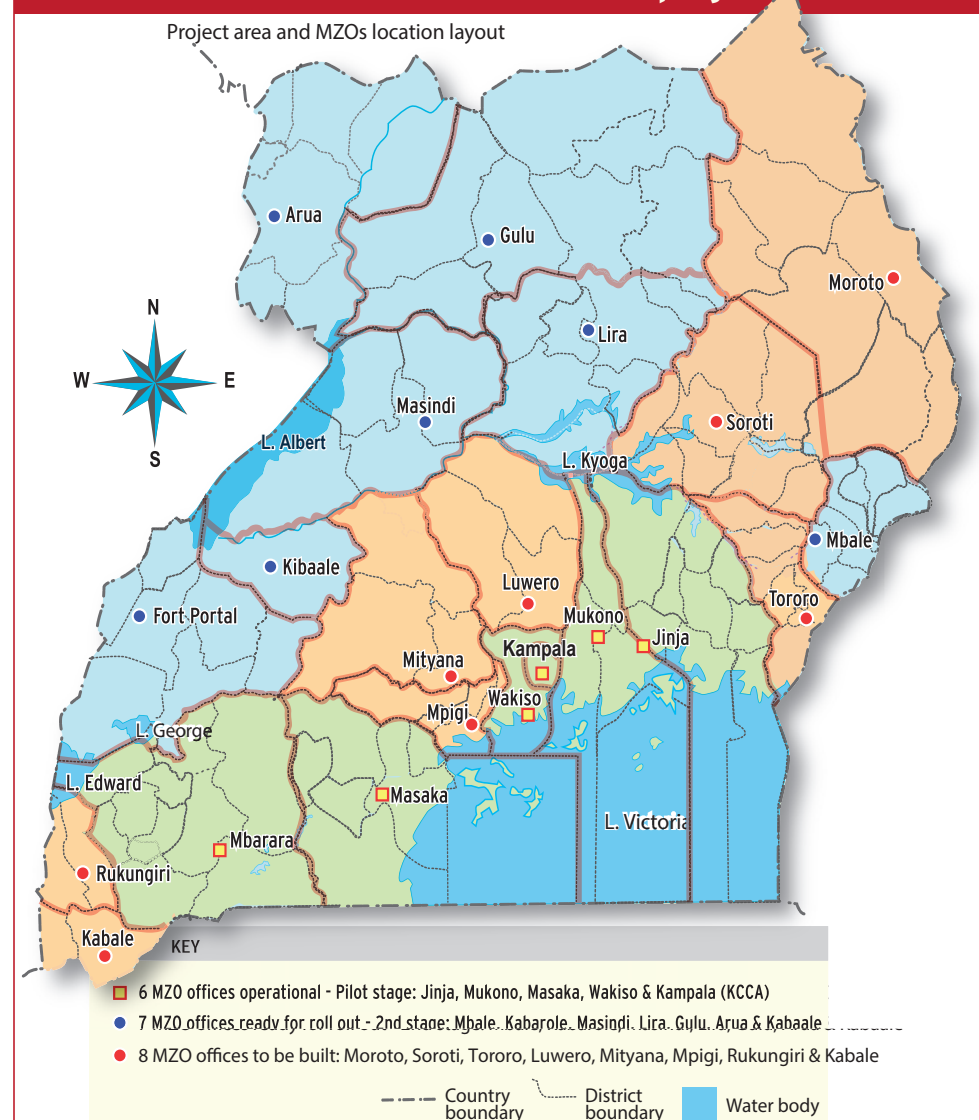 Project area and MZOs location layout
Arua
Gulu
Moroto
N
Lira
W
E
Masindi
Soroti
L. Albert
S
L. Kyoga
Mbale
Kibaale
Luwero
Tororo
Fort Portal
Mukono
Jinja
Kampala
Mityana
Wakiso
Mpigi
L. George
L. Edward
Masaka
L. Victoria
Mbarara
Rukungiri
Kabale
KEY
6 MZO offices operational - Pilot stage: Jinja, Mukono, Masaka, Wakiso & Kampala (KCCA)
7 MZO offices ready for roll out - 2nd stage: Mbale, Kabarole, Masindi, Lira, Gulu, Arua & Kabaale
8 MZO offices to be built: Moroto, Soroti, Tororo, Luwero, Mityana, Mpigi, Rukungiri & Kabale
Country boundary
District boundary
Water body